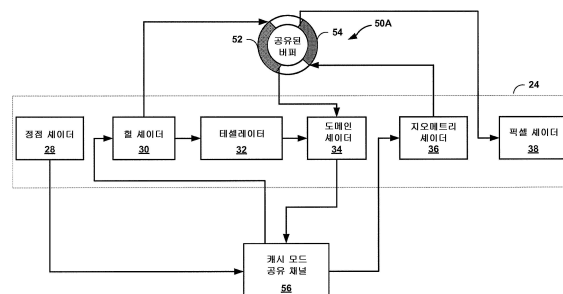 52
공유된
버퍼
54
50A
24
정점 셰이더
28
헐 셰이더
30
테셀레이터
32
도메인
셰이더
34
지오메트리
셰이더
36
픽셀 셰이더
38
캐시 모드
공유 채널
56